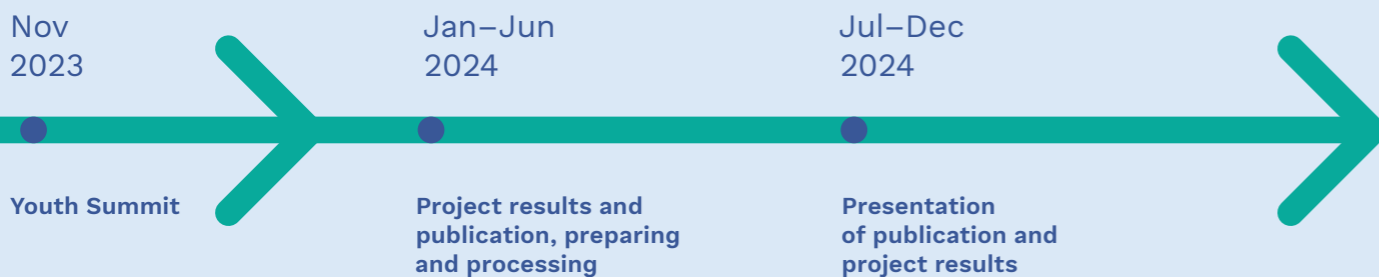 Nov
2023
Youth Summit
Jan–Jun
2024
Project results and
publication, preparing
and processing
Jul–Dec
2024
Presentation
of publication and
project results